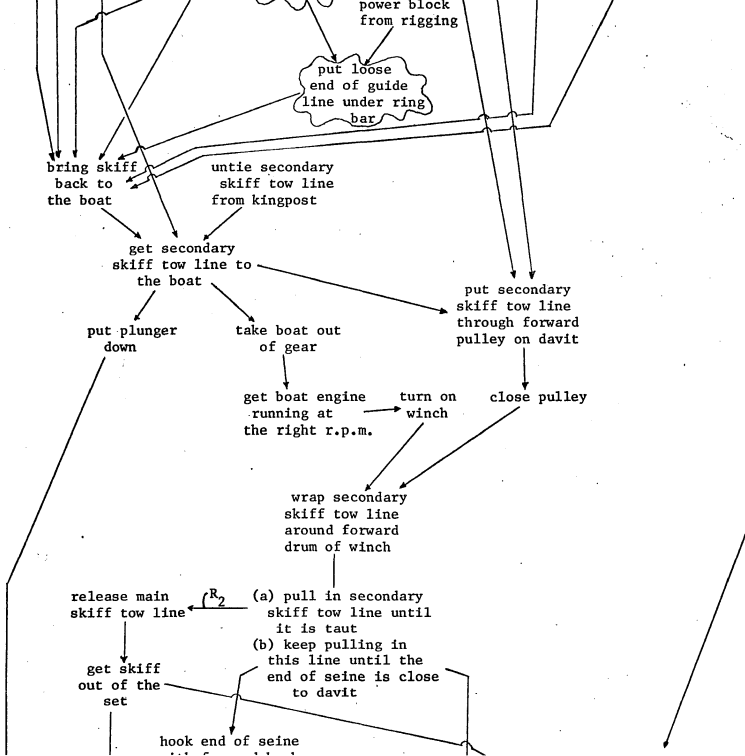 power block
from rigging
put loose
end of guide
line under ring
bar
bring skiff
back to
the boat
untie secondary
skiff tow line
from kingpost
get secondary
skiff tow line to
the boat
put secondary
skiff tow line
through forward
pulley on davit
put plunger
down
take boat out
of gear
get boat engine
running at
the right r.p.m.
turn on
winch
close pulley
wrap secondary
skiff tow line
around forward
drum of winch
release main
skiff tow line
R2
(a) pull in secondary
skiff tow line until
it is taut
(b) keep pulling in
this line until the
end of seine is close
to davit
get skiff
out of the
set
hook end of seine